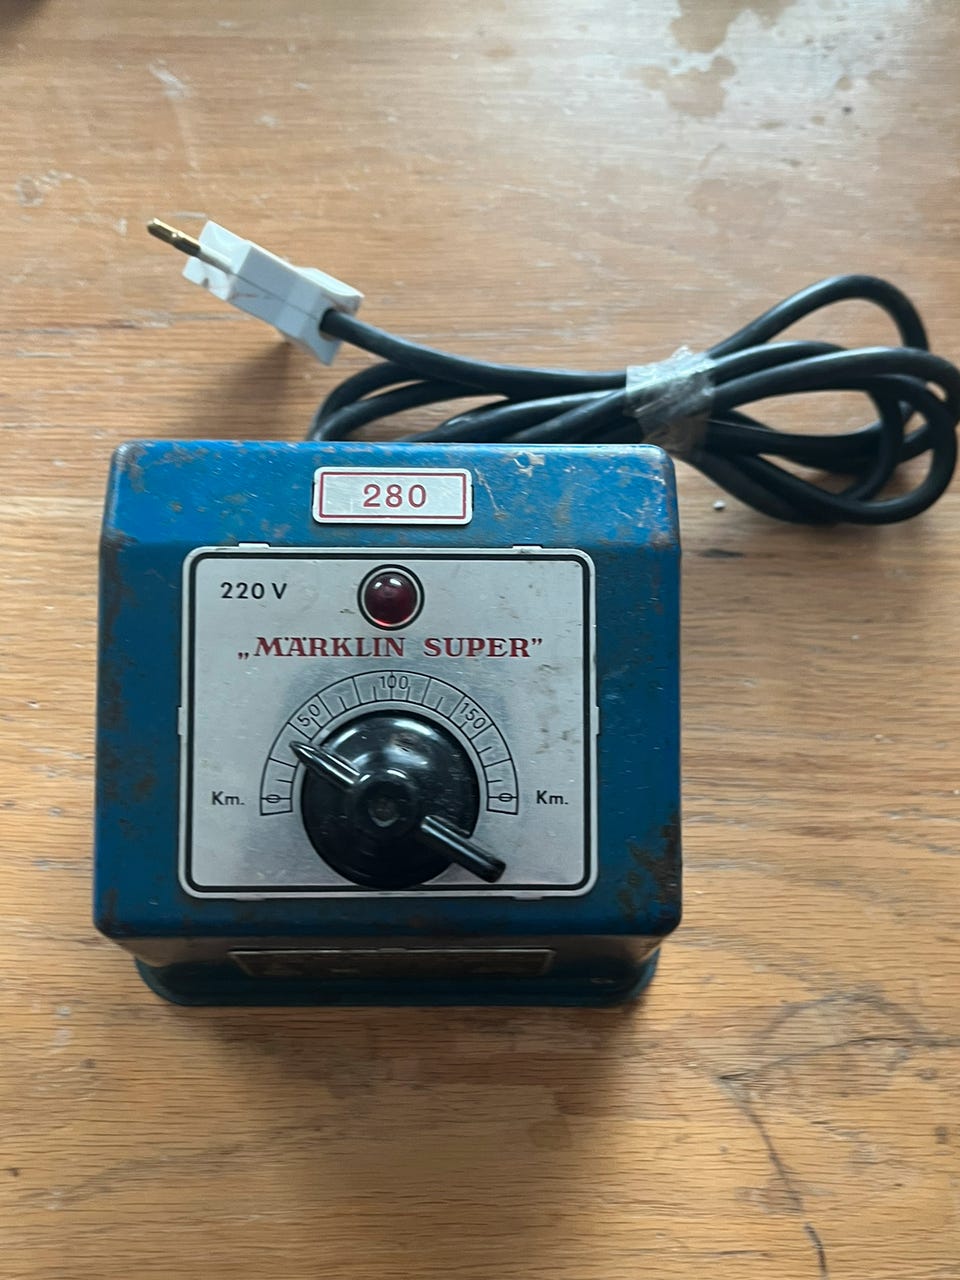 280
220 V
„MÄRKLIN SUPER”
0 50 100 150 0
Km. Km.